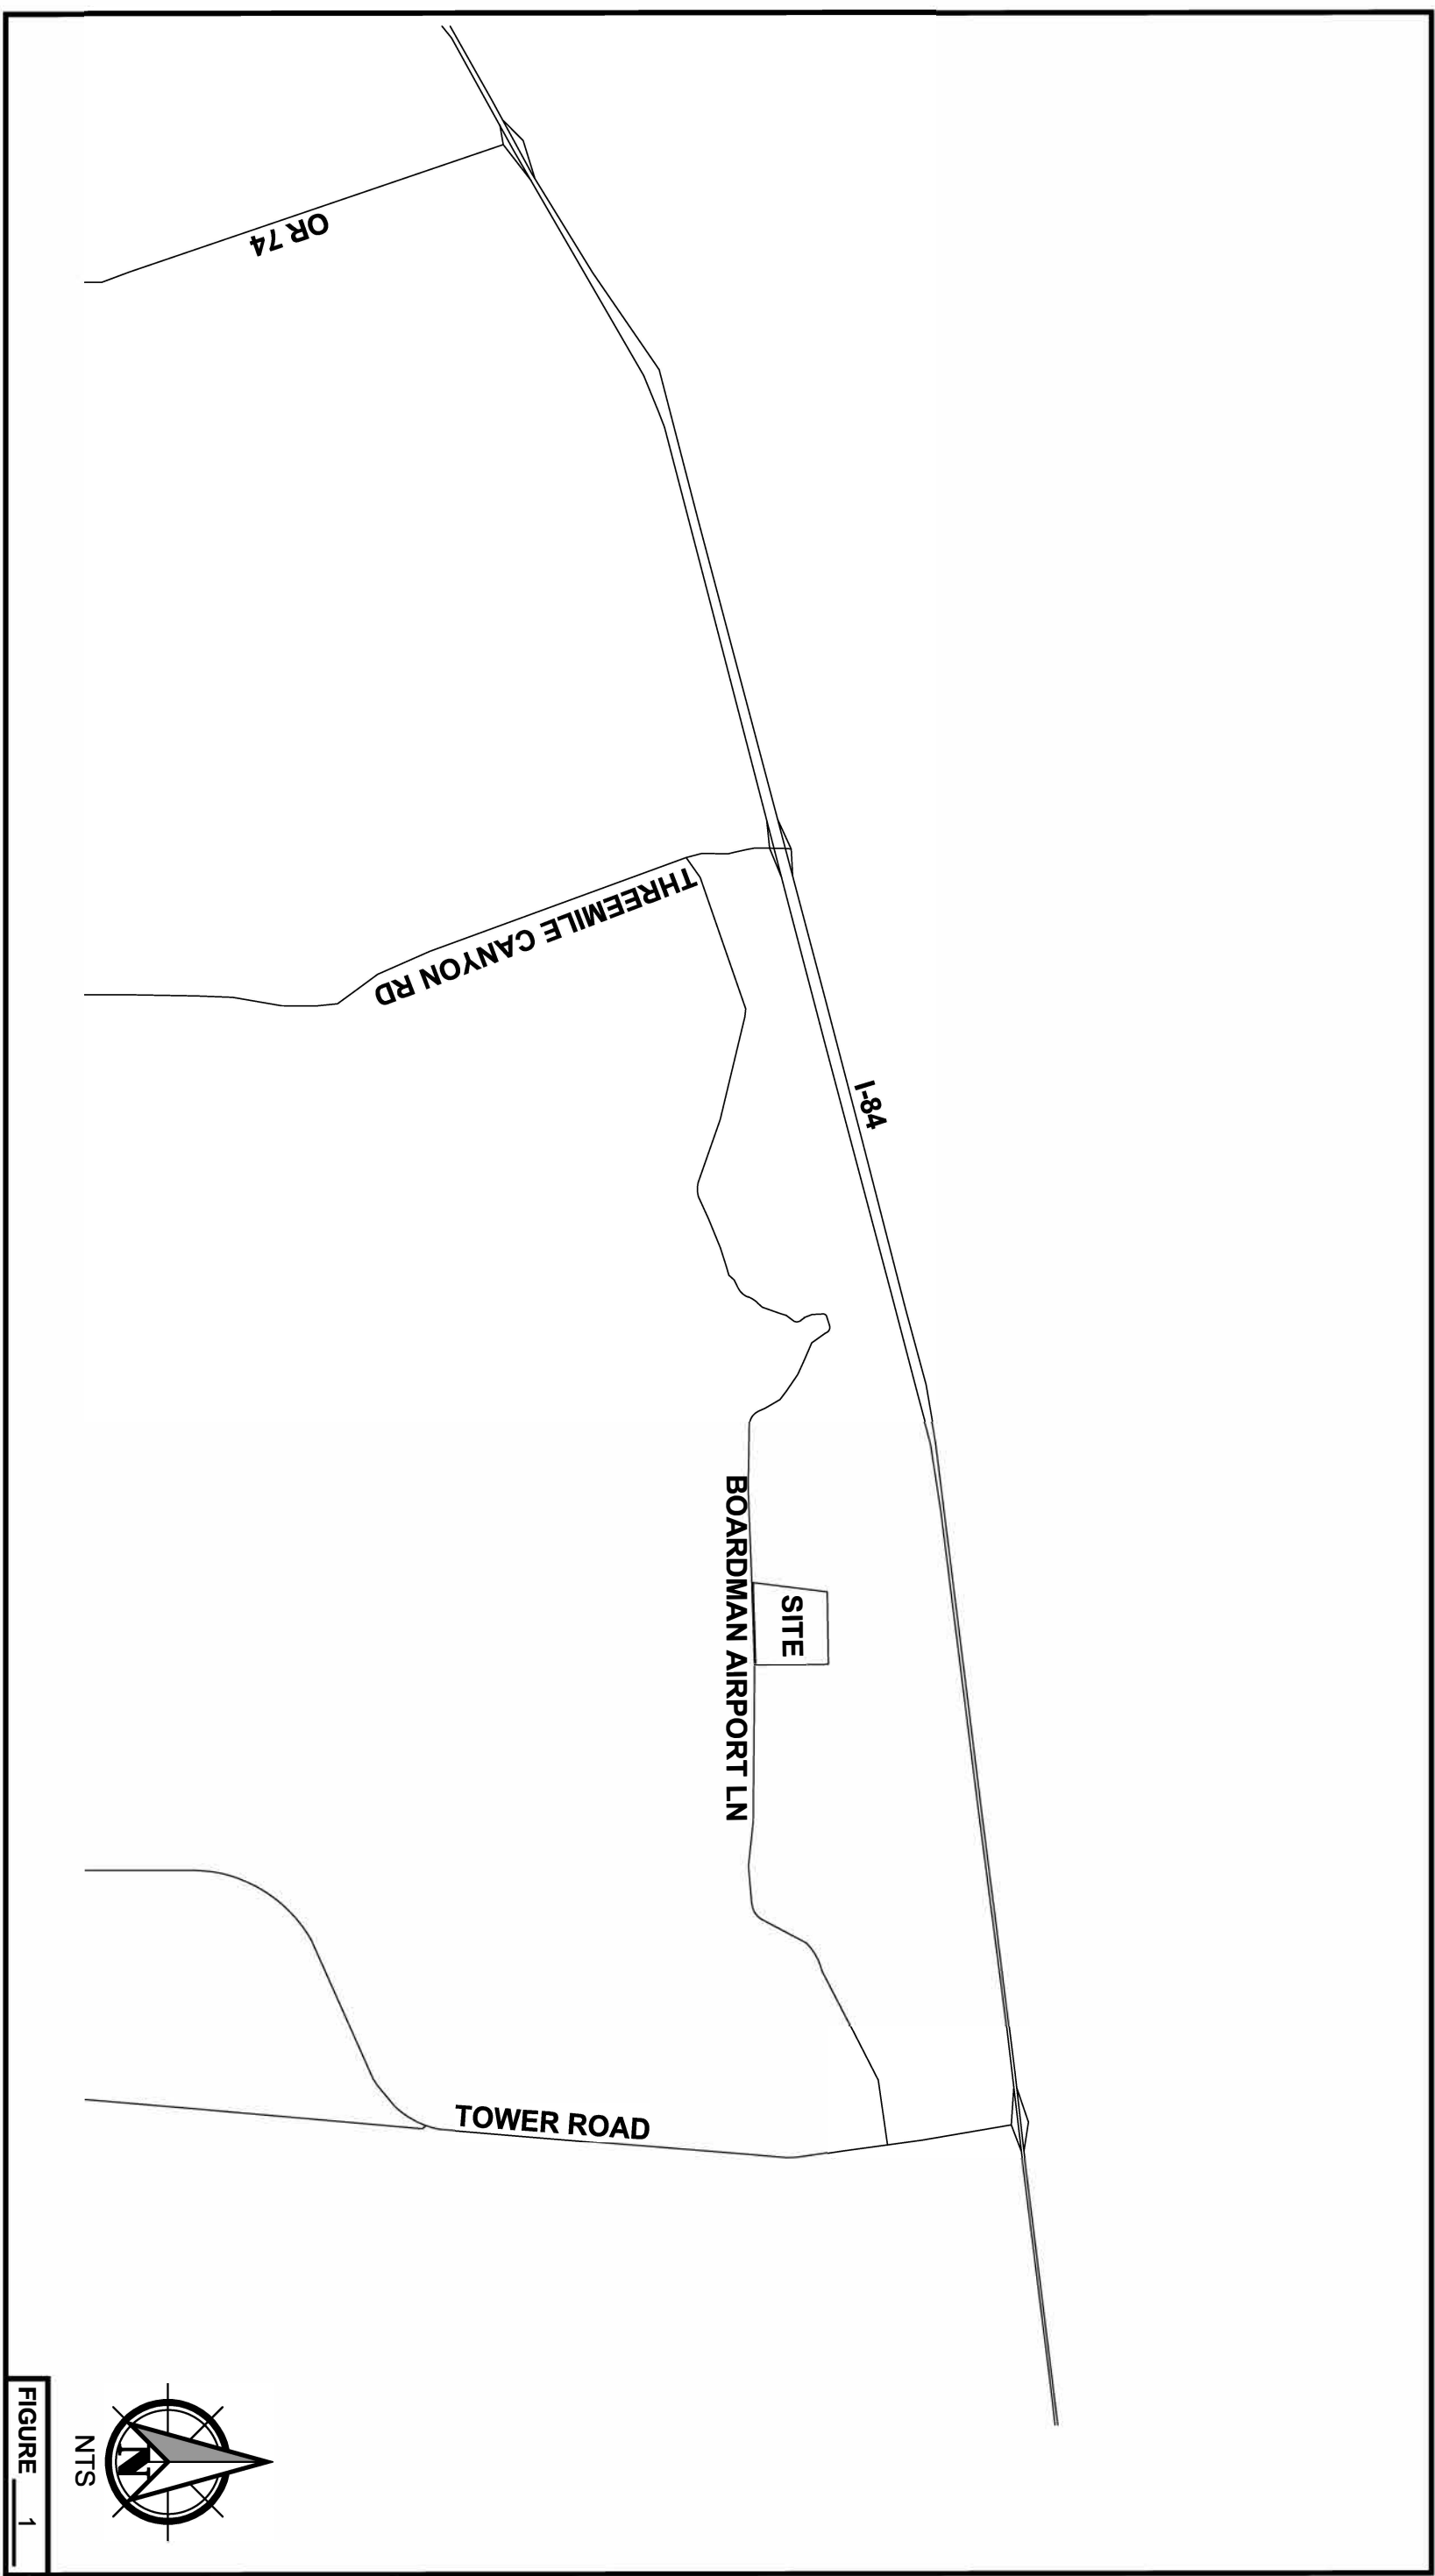 OR 74
THREEMILE CANYON RD
I-84
SITE
BOARDMAN AIRPORT LN
TOWER ROAD
N
NTS
FIGURE 1